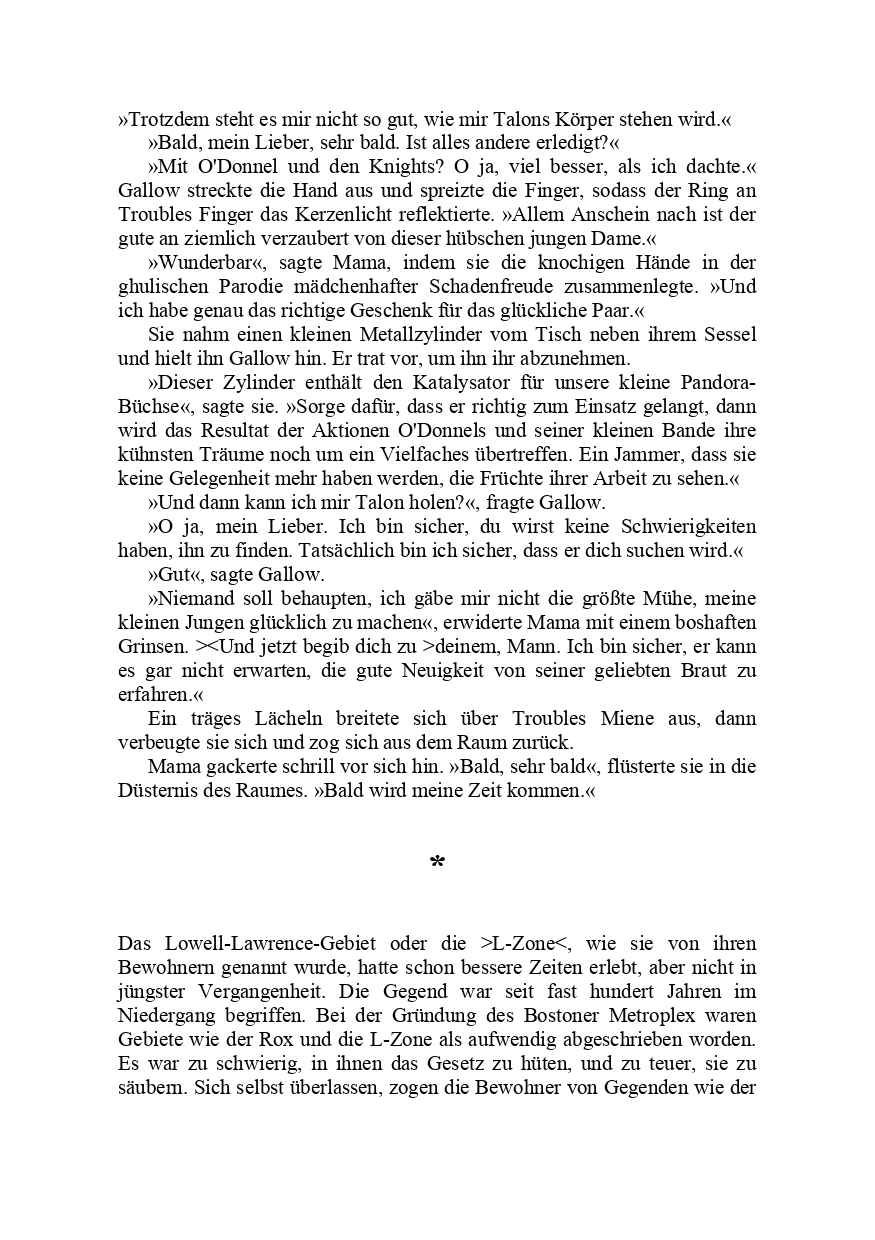 »Trotzdem steht es mir nicht so gut, wie mir Talons Körper stehen wird.«
»Bald, mein Lieber, sehr bald. Ist alles andere erledigt?«
»Mit O'Donnel und den Knights? O ja, viel besser, als ich dachte.«
Gallow streckte die Hand aus und spreizte die Finger, sodass der Ring an
Troubles Finger das Kerzenlicht reflektierte. »Allem Anschein nach ist der
gute an ziemlich verzaubert von dieser hübschen jungen Dame.«
»Wunderbar«, sagte Mama, indem sie die knochigen Hände in der
ghulischen Parodie mädchenhafter Schadenfreude zusammenlegte. »Und
ich habe genau das richtige Geschenk für das glückliche Paar.«
Sie nahm einen kleinen Metallzylinder vom Tisch neben ihrem Sessel
und hielt ihn Gallow hin. Er trat vor, um ihn ihr abzunehmen.
»Dieser Zylinder enthält den Katalysator für unsere kleine Pandora-
Büchse«, sagte sie. »Sorge dafür, dass er richtig zum Einsatz gelangt, dann
wird das Resultat der Aktionen O'Donnels und seiner kleinen Bande ihre
kühnsten Träume noch um ein Vielfaches übertreffen. Ein Jammer, dass sie
keine Gelegenheit mehr haben werden, die Früchte ihrer Arbeit zu sehen.«
»Und dann kann ich mir Talon holen?«, fragte Gallow.
»O ja, mein Lieber. Ich bin sicher, du wirst keine Schwierigkeiten
haben, ihn zu finden. Tatsächlich bin ich sicher, dass er dich suchen wird.«
»Gut«, sagte Gallow.
»Niemand soll behaupten, ich gäbe mir nicht die größte Mühe, meine
kleinen Jungen glücklich zu machen«, erwiderte Mama mit einem boshaften
Grinsen. ><Und jetzt begib dich zu >deinem, Mann. Ich bin sicher, er kann
es gar nicht erwarten, die gute Neuigkeit von seiner geliebten Braut zu
erfahren.«
Ein träges Lächeln breitete sich über Troubles Miene aus, dann
verbeugte sie sich und zog sich aus dem Raum zurück.
Mama gackerte schrill vor sich hin. »Bald, sehr bald«, flüsterte sie in die
Düsternis des Raumes. »Bald wird meine Zeit kommen.«
*
Das Lowell-Lawrence-Gebiet oder die >L-Zone<, wie sie von ihren
Bewohnern genannt wurde, hatte schon bessere Zeiten erlebt, aber nicht in
jüngster Vergangenheit. Die Gegend war seit fast hundert Jahren im
Niedergang begriffen. Bei der Gründung des Bostoner Metroplex waren
Gebiete wie der Rox und die L-Zone als aufwendig abgeschrieben worden.
Es war zu schwierig, in ihnen das Gesetz zu hüten, und zu teuer, sie zu
säubern. Sich selbst überlassen, zogen die Bewohner von Gegenden wie der